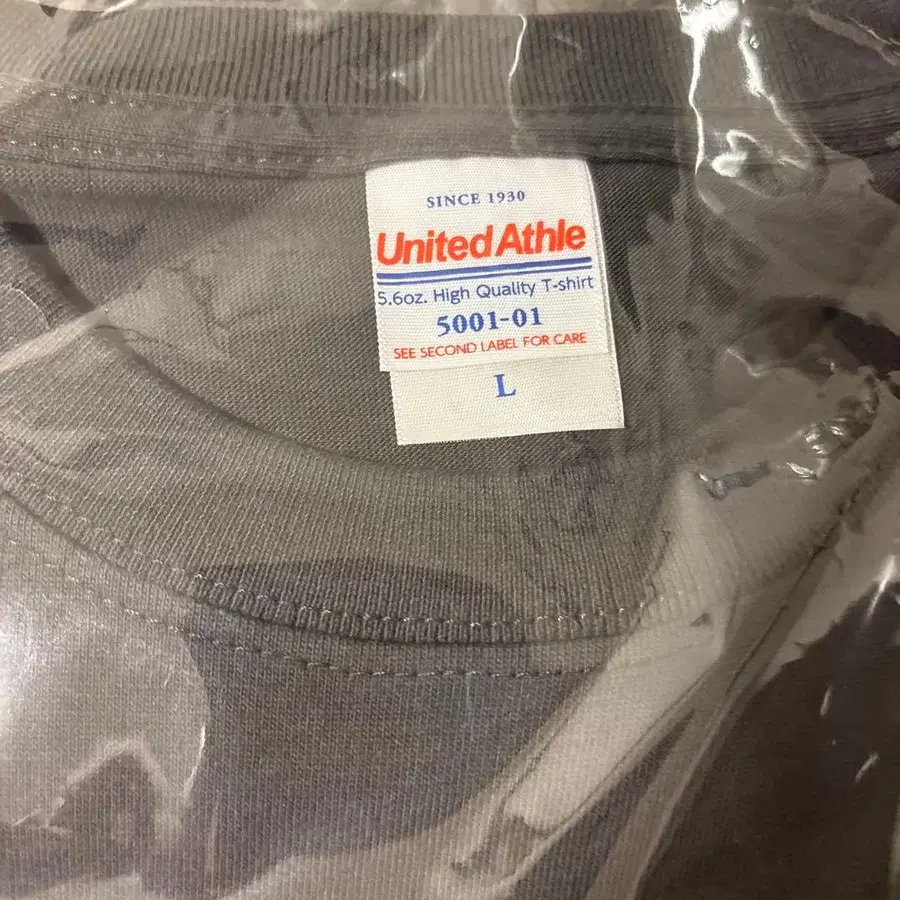 SINCE 1930
United Athle
5.6oz. High Quality T-shirt
5001-01
SEE SECOND LABEL FOR CARE
L